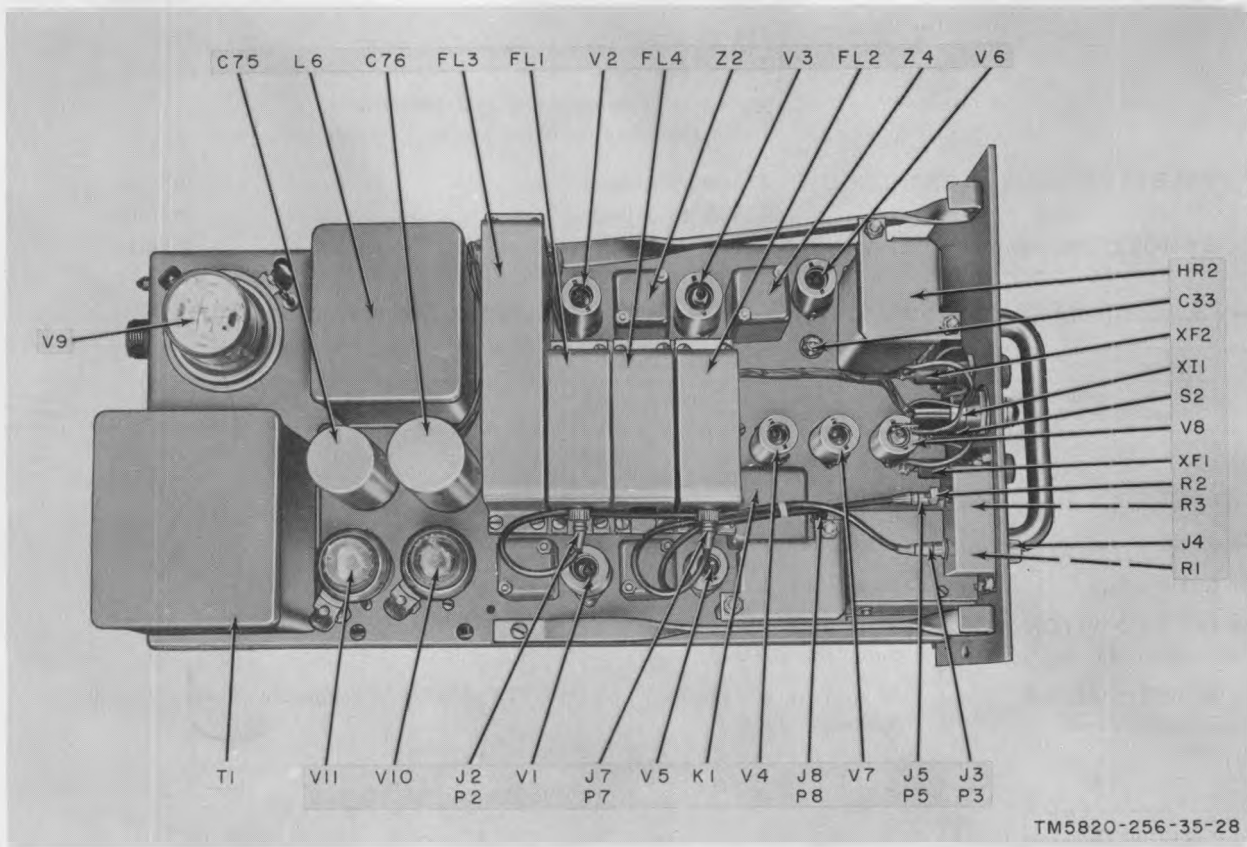 C75 L6 C76 FL3 FL1 V2 FL4 Z2 V3 FL2 Z4 V6
HR2
C33
XF2
V9
XI1
S2
V8
XF1
R2
R3
J4
R1
T1 V11 V10 J2 V1 J7 V5 K1 V4 J8 V7 J5 J3
P2 P7 P8 P5 P3
TM5820-256-35-28